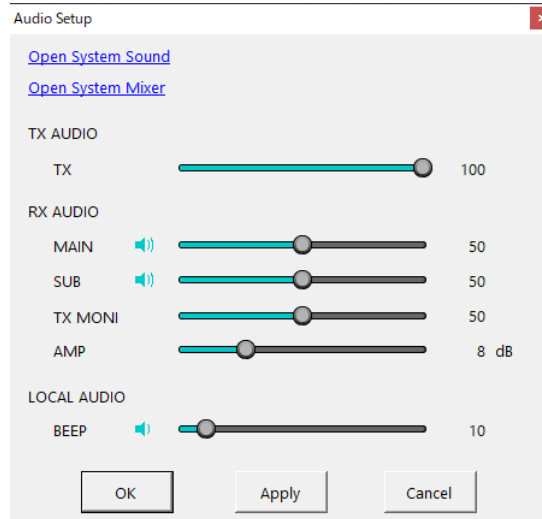 Audio Setup
Open System Sound
Open System Mixer
TX AUDIO
TX 100
RX AUDIO
MAIN 50
SUB 50
TX MONI 50
AMP 8 dB
LOCAL AUDIO
BEEP 10
OK Apply Cancel